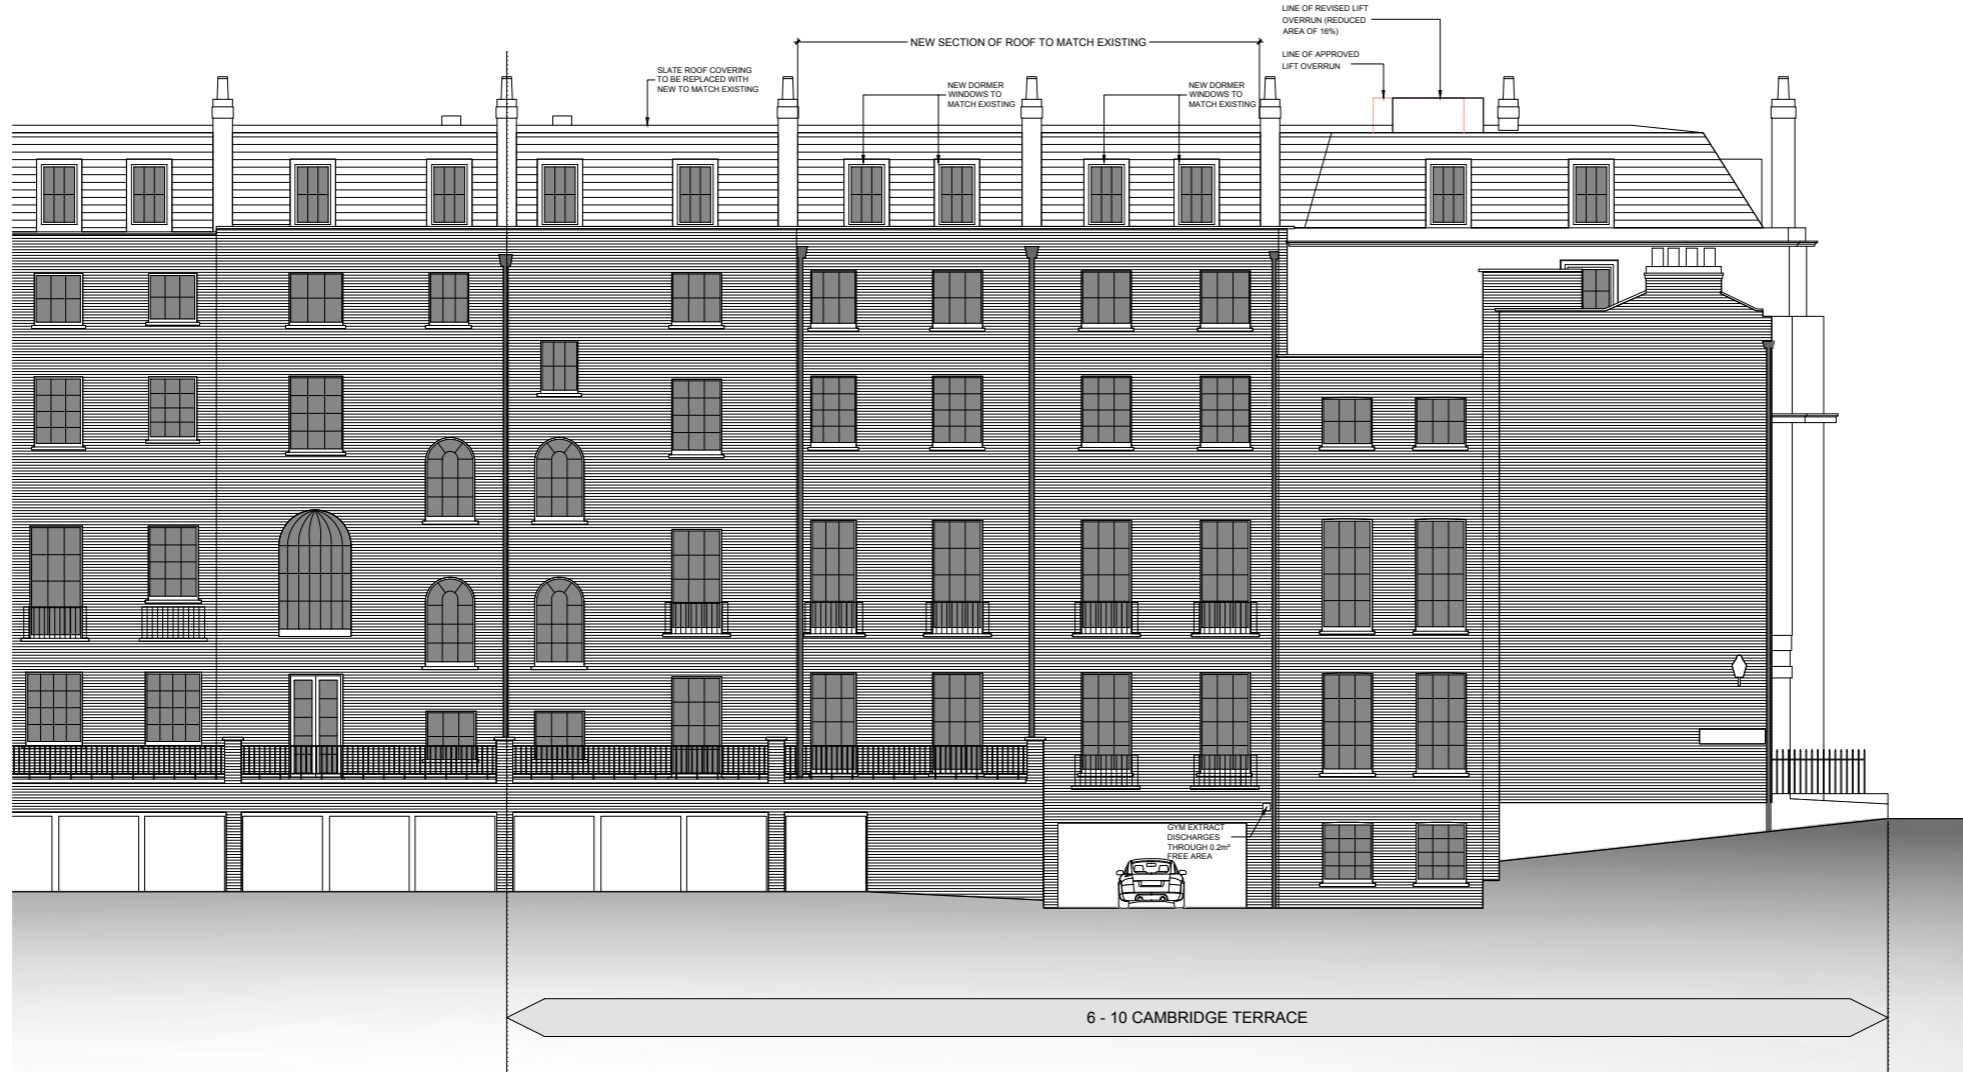 LINE OF REVISED LIFT
OVERRUN (REDUCED
AREA OF 16%)
LINE OF APPROVED
LIFT OVERRUN
NEW SECTION OF ROOF TO MATCH EXISTING
SLATE ROOF COVERING
TO BE REPLACED WITH
NEW TO MATCH EXISTING
NEW DORMER
WINDOWS TO
MATCH EXISTING
NEW DORMER
WINDOWS TO
MATCH EXISTING
GYM EXTRACT
DISCHARGES
THROUGH 0.2m²
FREE AREA
6 - 10 CAMBRIDGE TERRACE